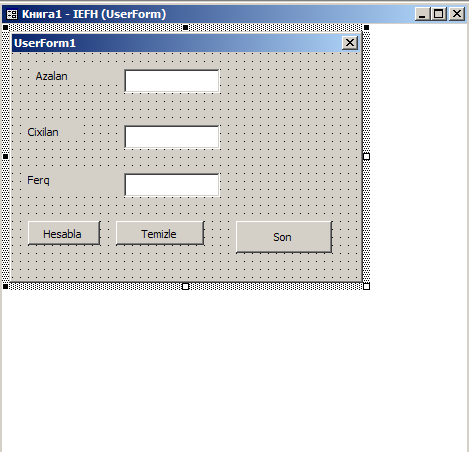 Книга1 - IEFH (UserForm)
UserForm1
Azalan
Cixilan
Ferq
Hesabla
Temizle
Son